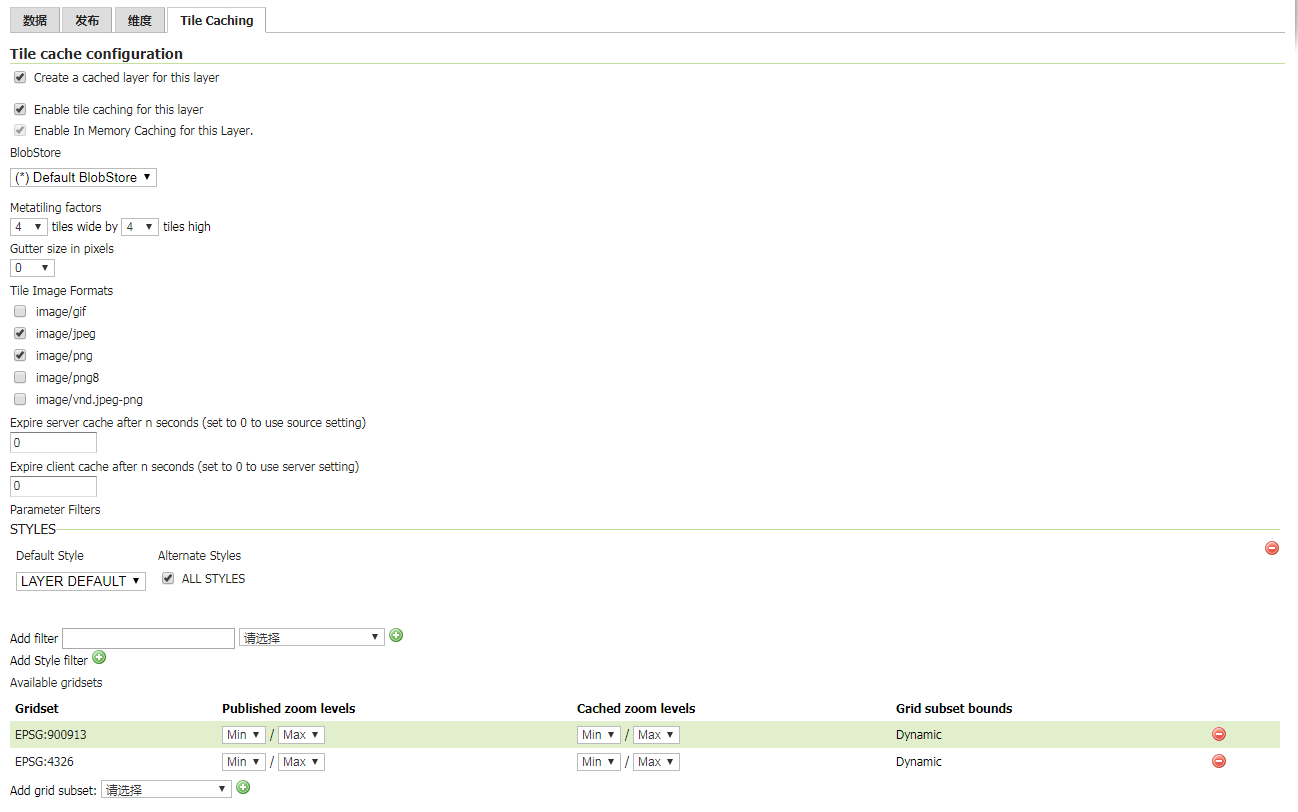 数据 发布 维度 Tile Caching
Tile cache configuration
Create a cached layer for this layer
Enable tile caching for this layer
Enable In Memory Caching for this Layer.
BlobStore
(*) Default BlobStore
Metatiling factors
4 tiles wide by 4 tiles high
Gutter size in pixels
0
Tile Image Formats
image/gif
image/jpeg
image/png
image/png8
image/vnd.jpeg-png
Expire server cache after n seconds (set to 0 to use source setting)
0
Expire client cache after n seconds (set to 0 to use server setting)
0
Parameter Filters
STYLES
Default Style Alternate Styles
LAYER DEFAULT ALL STYLES
Add filter 请选择
Add Style filter
Available gridsets
Gridset Published zoom levels Cached zoom levels Grid subset bounds
EPSG:900913 Min / Max Min / Max Dynamic
EPSG:4326 Min / Max Min / Max Dynamic
Add grid subset: 请选择